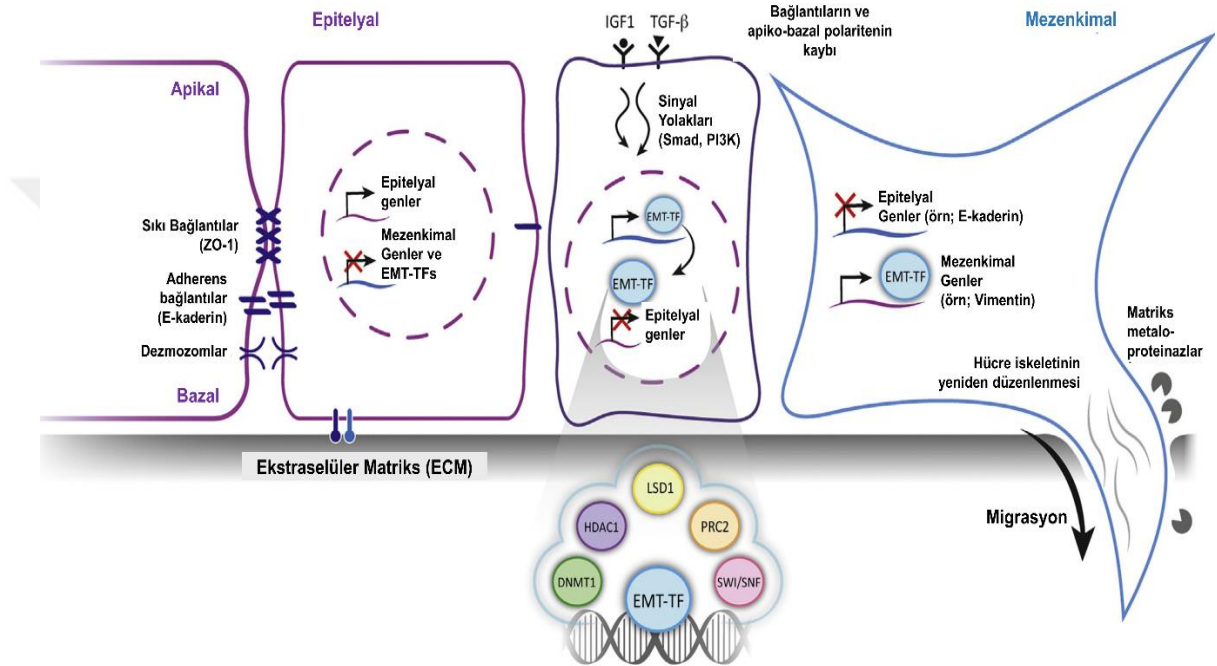 Epitelyal
IGF1
TGF-β
Bağlantıların ve
apiko-bazal polaritenin
kaybı
Mezenkimal
Apikal
Sıkı Bağlantılar
(ZO-1)
Adherens
bağlantılar
(E-kaderin)
Dezmozomlar
Bazal
Epitelyal
genler
Mezenkimal
Genler ve
EMT-TFs
Sinyal
Yolakları
(Smad, PI3K)
EMT-TF
EMT-TF
Epitelyal
genler
Epitelyal
Genler (örn; E-kaderin)
EMT-TF
Mezenkimal
Genler
(örn; Vimentin)
Matriks
metalo-
proteinazlar
Hücre iskeletinin
yeniden düzenlenmesi
Ekstraselüler Matriks (ECM)
Migrasyon
LSD1
HDAC1
PRC2
DNMT1
SWI/SNF
EMT-TF